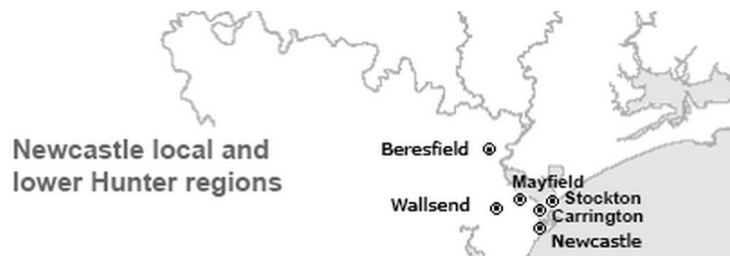 Newcastle local and
lower Hunter regions
Beresfield
Mayfield
Stockton
Wallsend
Carrington
Newcastle